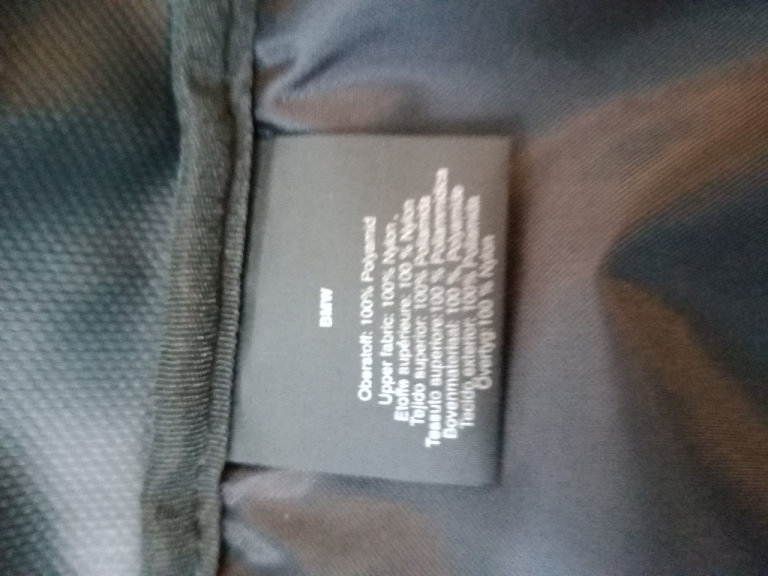 BMW
Oberstoff: 100% Polyamid
Upper fabric: 100% Nylon
Etoffe supérieure: 100 % Nylon
Tejido superior: 100% Poliamida
Tessuto superiore: 100 % Poliammidica
Bovenmateriaal: 100 % Polyamide
Tecido, exterior: 100% Poliamida
Övertyg 100 % Nylon